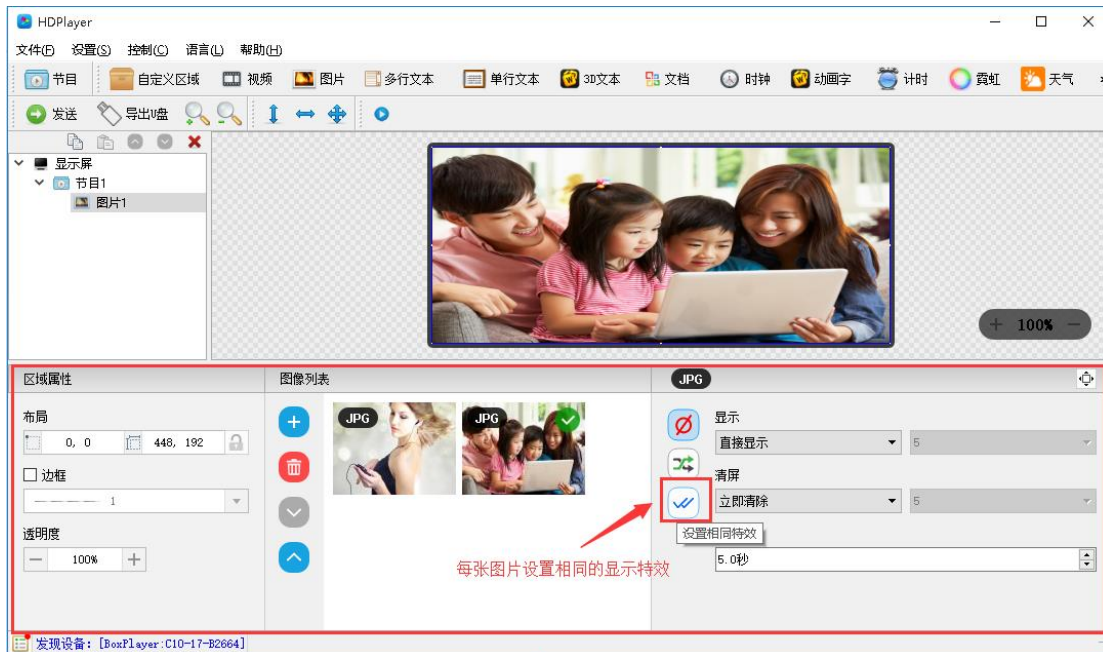 HDPlayer
文件(F) 设置(S) 控制(C) 语言(L) 帮助(H)
节目 自定义区域 视频 图片 多行文本 单行文本 3D文本 文档 时钟 动画字 计时 霓虹 天气
发送 导出U盘
显示屏
节目1
图片1
+ 100% −
区域属性 图像列表 JPG
布局 JPG JPG 显示
0, 0 448, 192 直接显示 5
边框 清屏
1 立即清除 5
透明度 设置相同特效
− 100% + 5.0秒
每张图片设置相同的显示特效
发现设备: [BoxPlayer:C10-17-B2664]